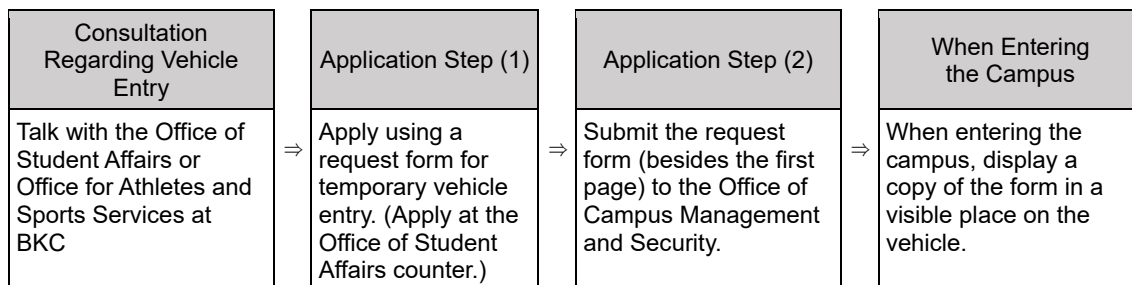 Consultation
Regarding Vehicle
Entry
Talk with the Office of
Student Affairs or
Office for Athletes and
Sports Services at
BKC
⇒
Application Step (1)
Apply using a
request form for
temporary vehicle
entry. (Apply at the
Office of Student
Affairs counter.)
⇒
Application Step (2)
Submit the request
form (besides the first
page) to the Office of
Campus Management
and Security.
⇒
When Entering
the Campus
When entering the
campus, display a
copy of the form in a
visible place on the
vehicle.